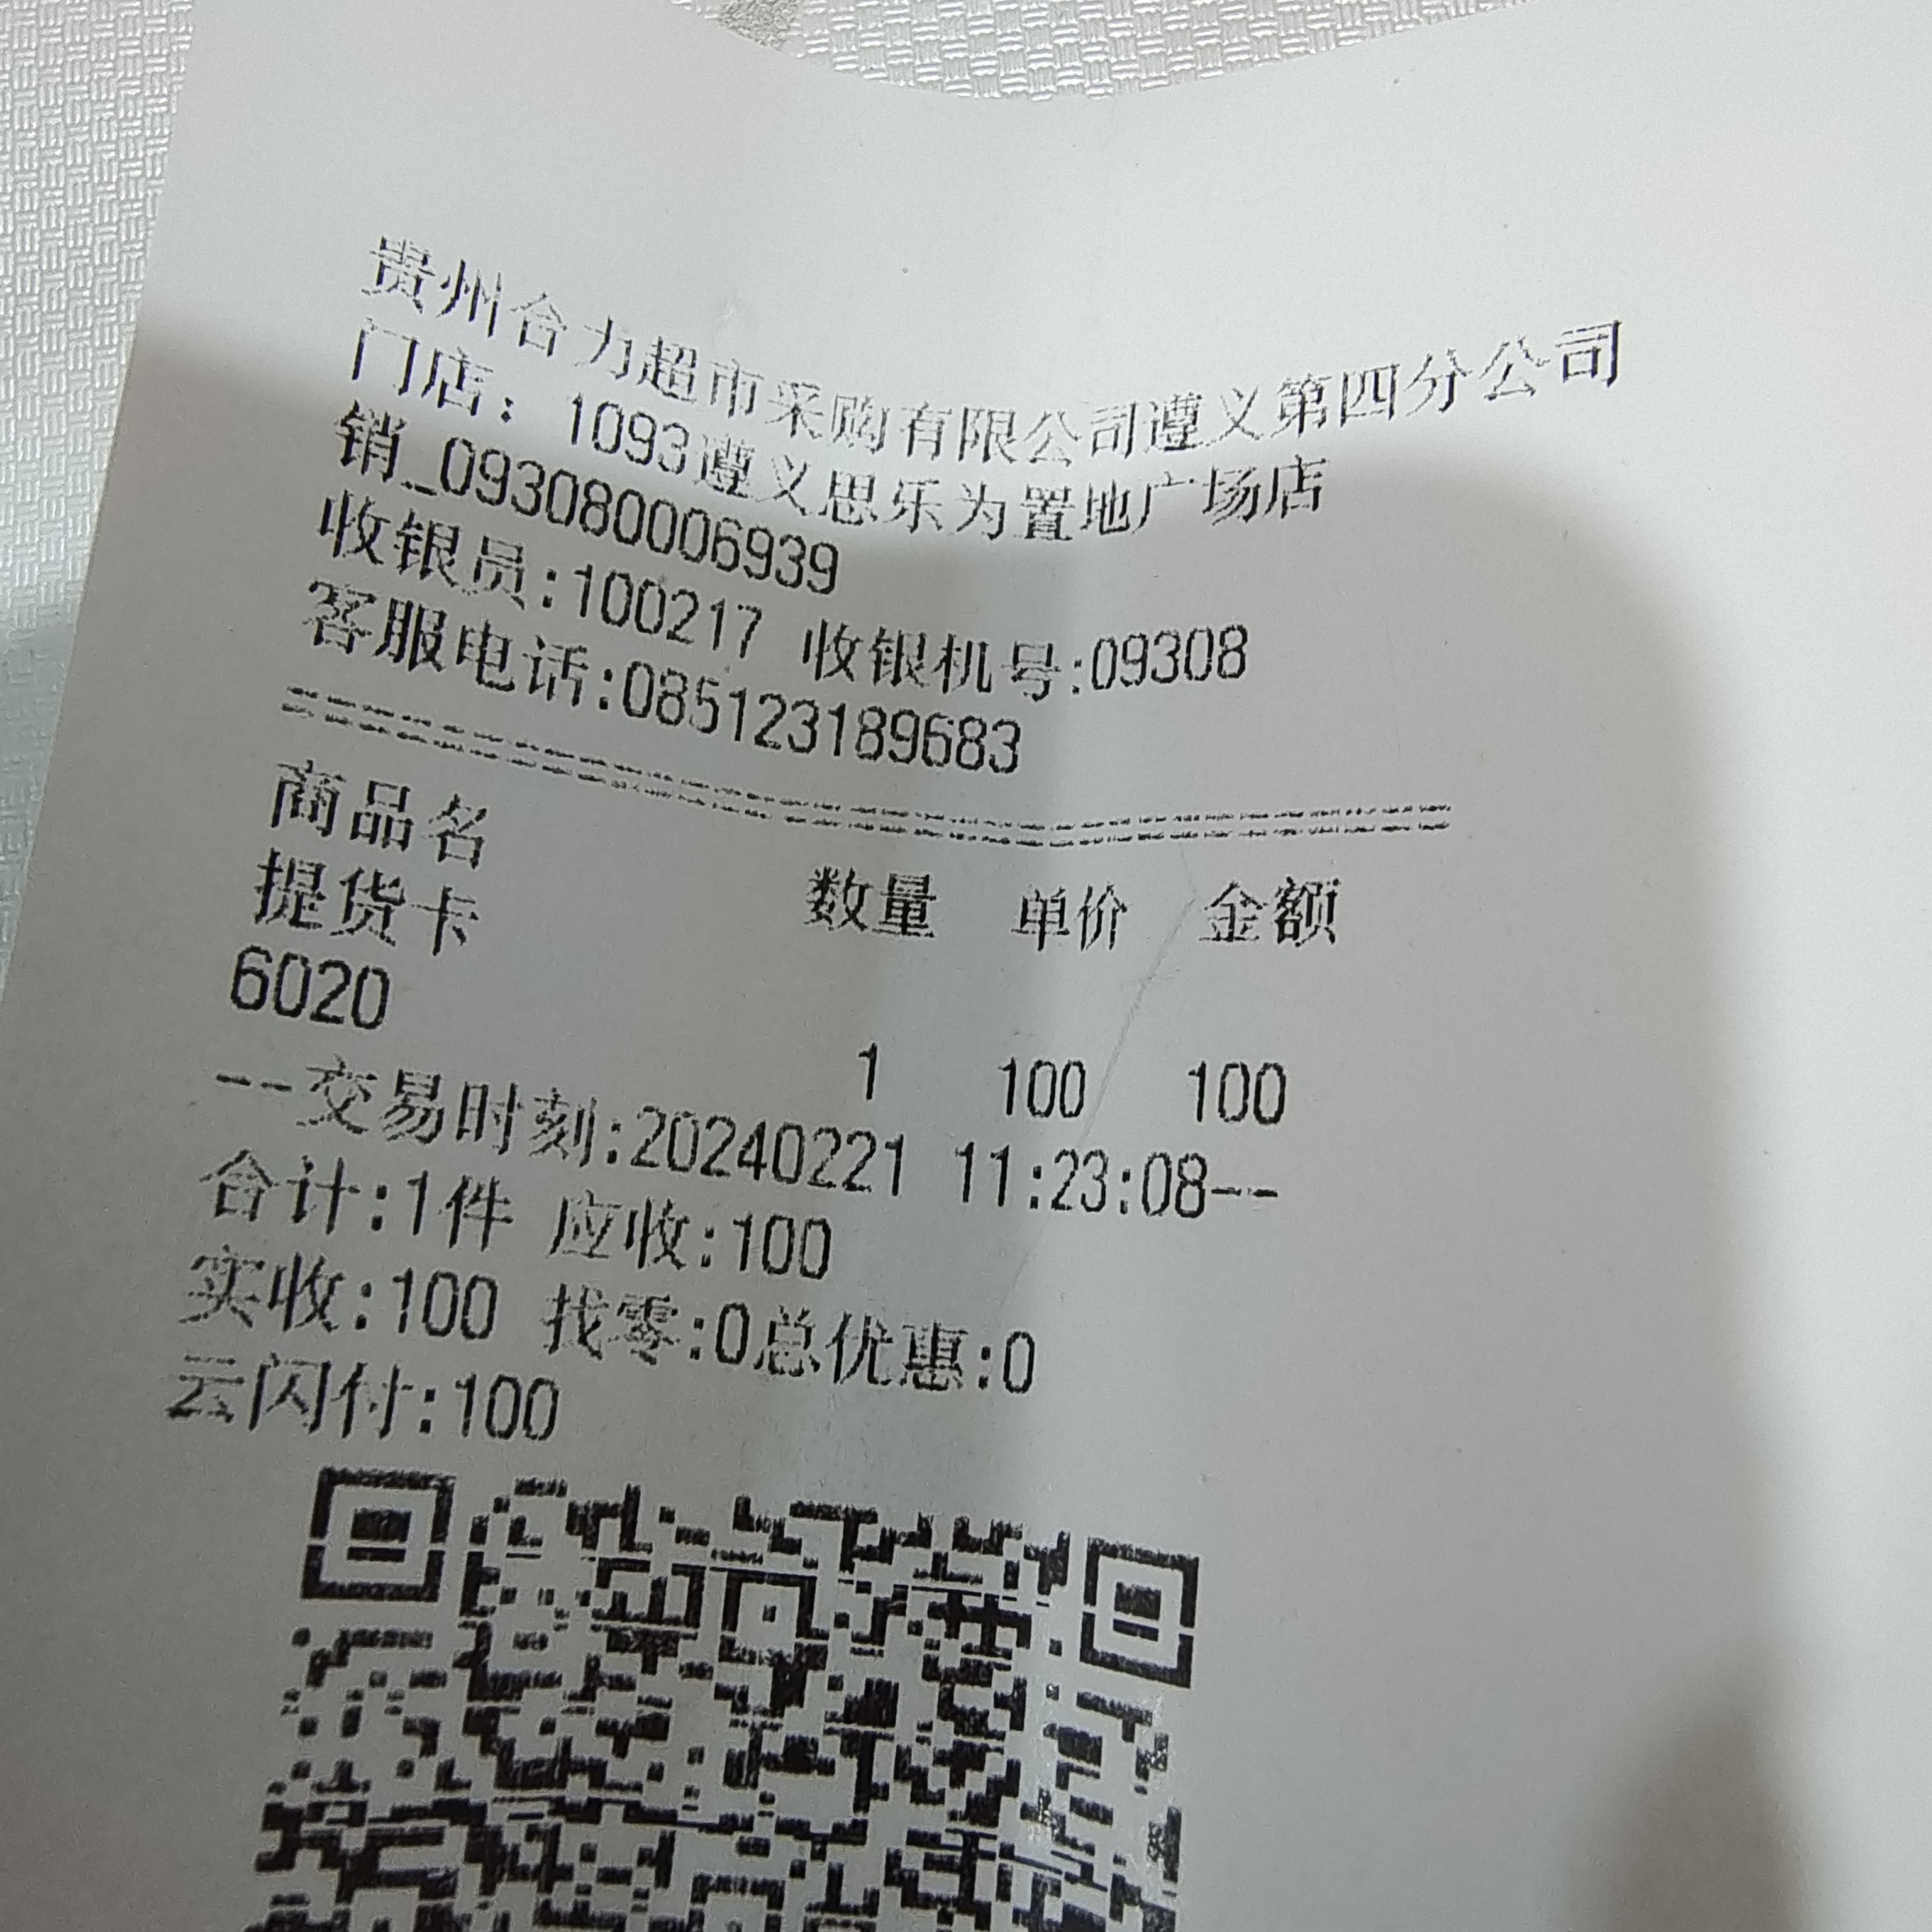 贵州合力超市采购有限公司遵义第四分公司
门店：1093遵义思乐为置地广场店
销_093080006939
收银员:100217 收银机号:09308
客服电话:085123189683
商品名 数量 单价 金额
提货卡
6020
1 100 100
--交易时刻:20240221 11:23:08--
合计:1件 应收:100
实收:100 找零:0总优惠:0
云闪付:100